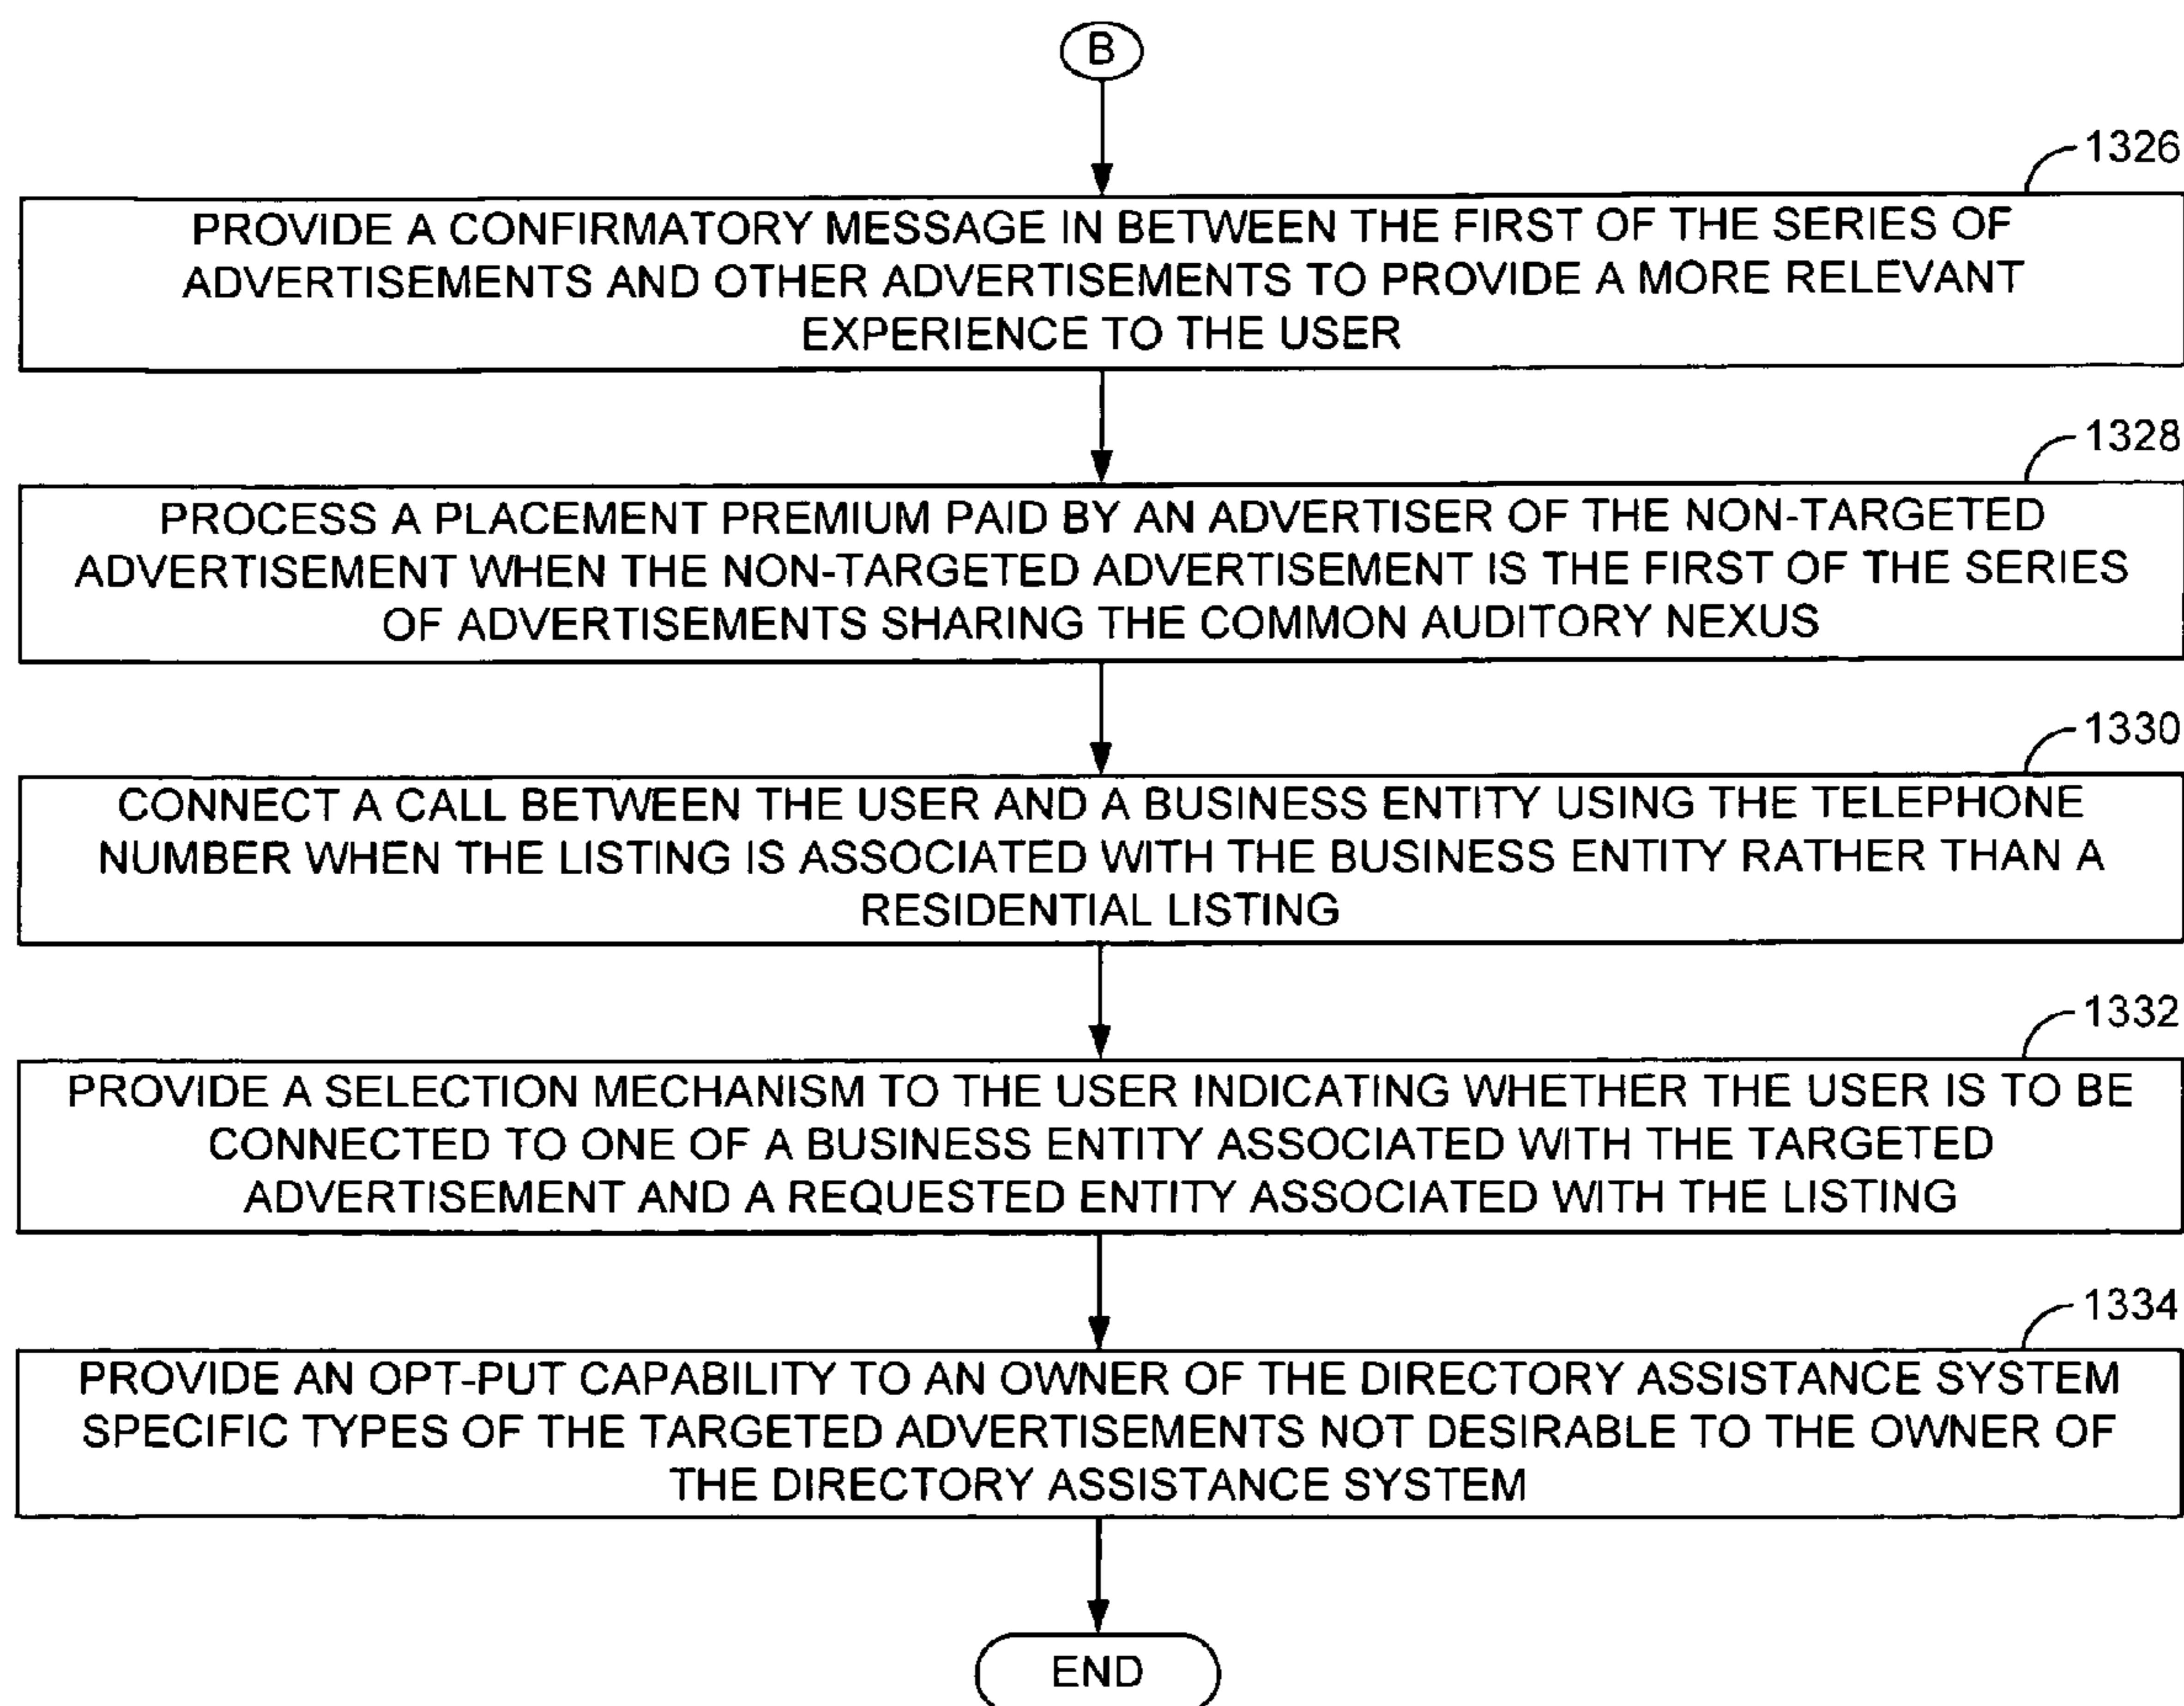 B
1326
PROVIDE A CONFIRMATORY MESSAGE IN BETWEEN THE FIRST OF THE SERIES OF
ADVERTISEMENTS AND OTHER ADVERTISEMENTS TO PROVIDE A MORE RELEVANT
EXPERIENCE TO THE USER
1328
PROCESS A PLACEMENT PREMIUM PAID BY AN ADVERTISER OF THE NON-TARGETED
ADVERTISEMENT WHEN THE NON-TARGETED ADVERTISEMENT IS THE FIRST OF THE SERIES
OF ADVERTISEMENTS SHARING THE COMMON AUDITORY NEXUS
1330
CONNECT A CALL BETWEEN THE USER AND A BUSINESS ENTITY USING THE TELEPHONE
NUMBER WHEN THE LISTING IS ASSOCIATED WITH THE BUSINESS ENTITY RATHER THAN A
RESIDENTIAL LISTING
1332
PROVIDE A SELECTION MECHANISM TO THE USER INDICATING WHETHER THE USER IS TO BE
CONNECTED TO ONE OF A BUSINESS ENTITY ASSOCIATED WITH THE TARGETED
ADVERTISEMENT AND A REQUESTED ENTITY ASSOCIATED WITH THE LISTING
1334
PROVIDE AN OPT-PUT CAPABILITY TO AN OWNER OF THE DIRECTORY ASSISTANCE SYSTEM
SPECIFIC TYPES OF THE TARGETED ADVERTISEMENTS NOT DESIRABLE TO THE OWNER OF
THE DIRECTORY ASSISTANCE SYSTEM
END